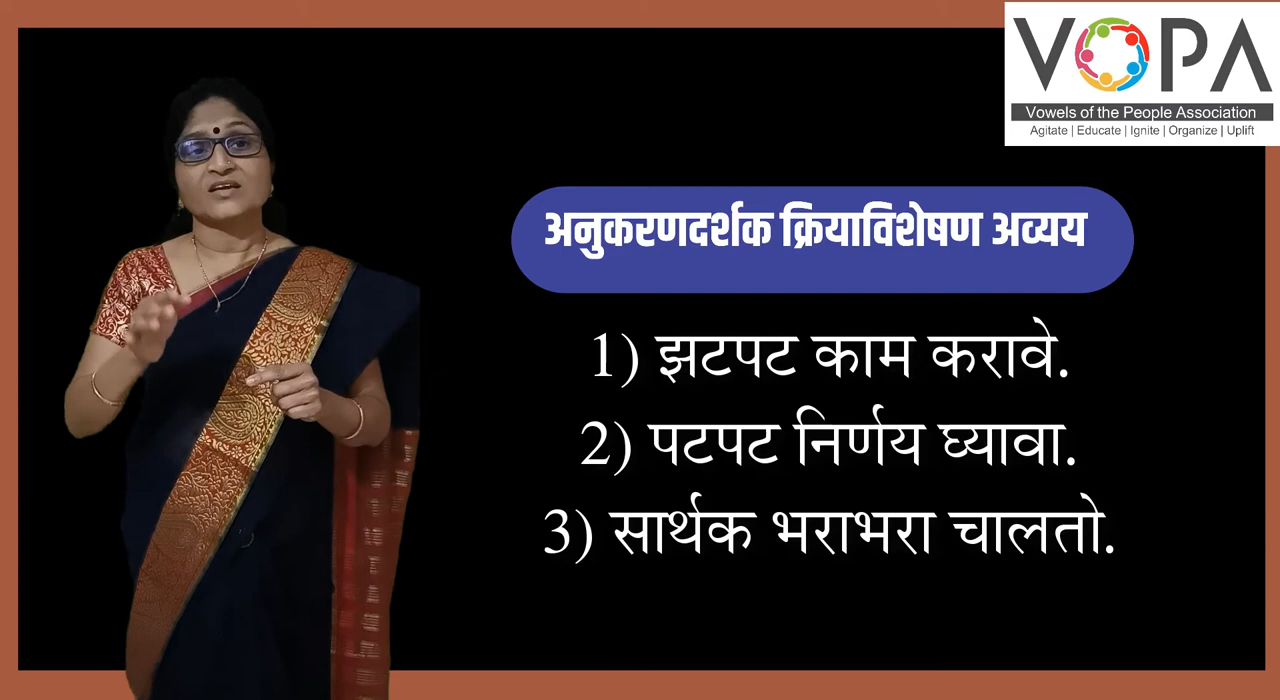 VOPA
Vowels of the People Association
Agitate | Educate | Ignite | Organize | Uplift
अनुकरणदर्शक क्रियाविशेषण अव्यय
1) झटपट काम करावे.
2) पटपट निर्णय घ्यावा.
3) सार्थक भराभरा चालतो.